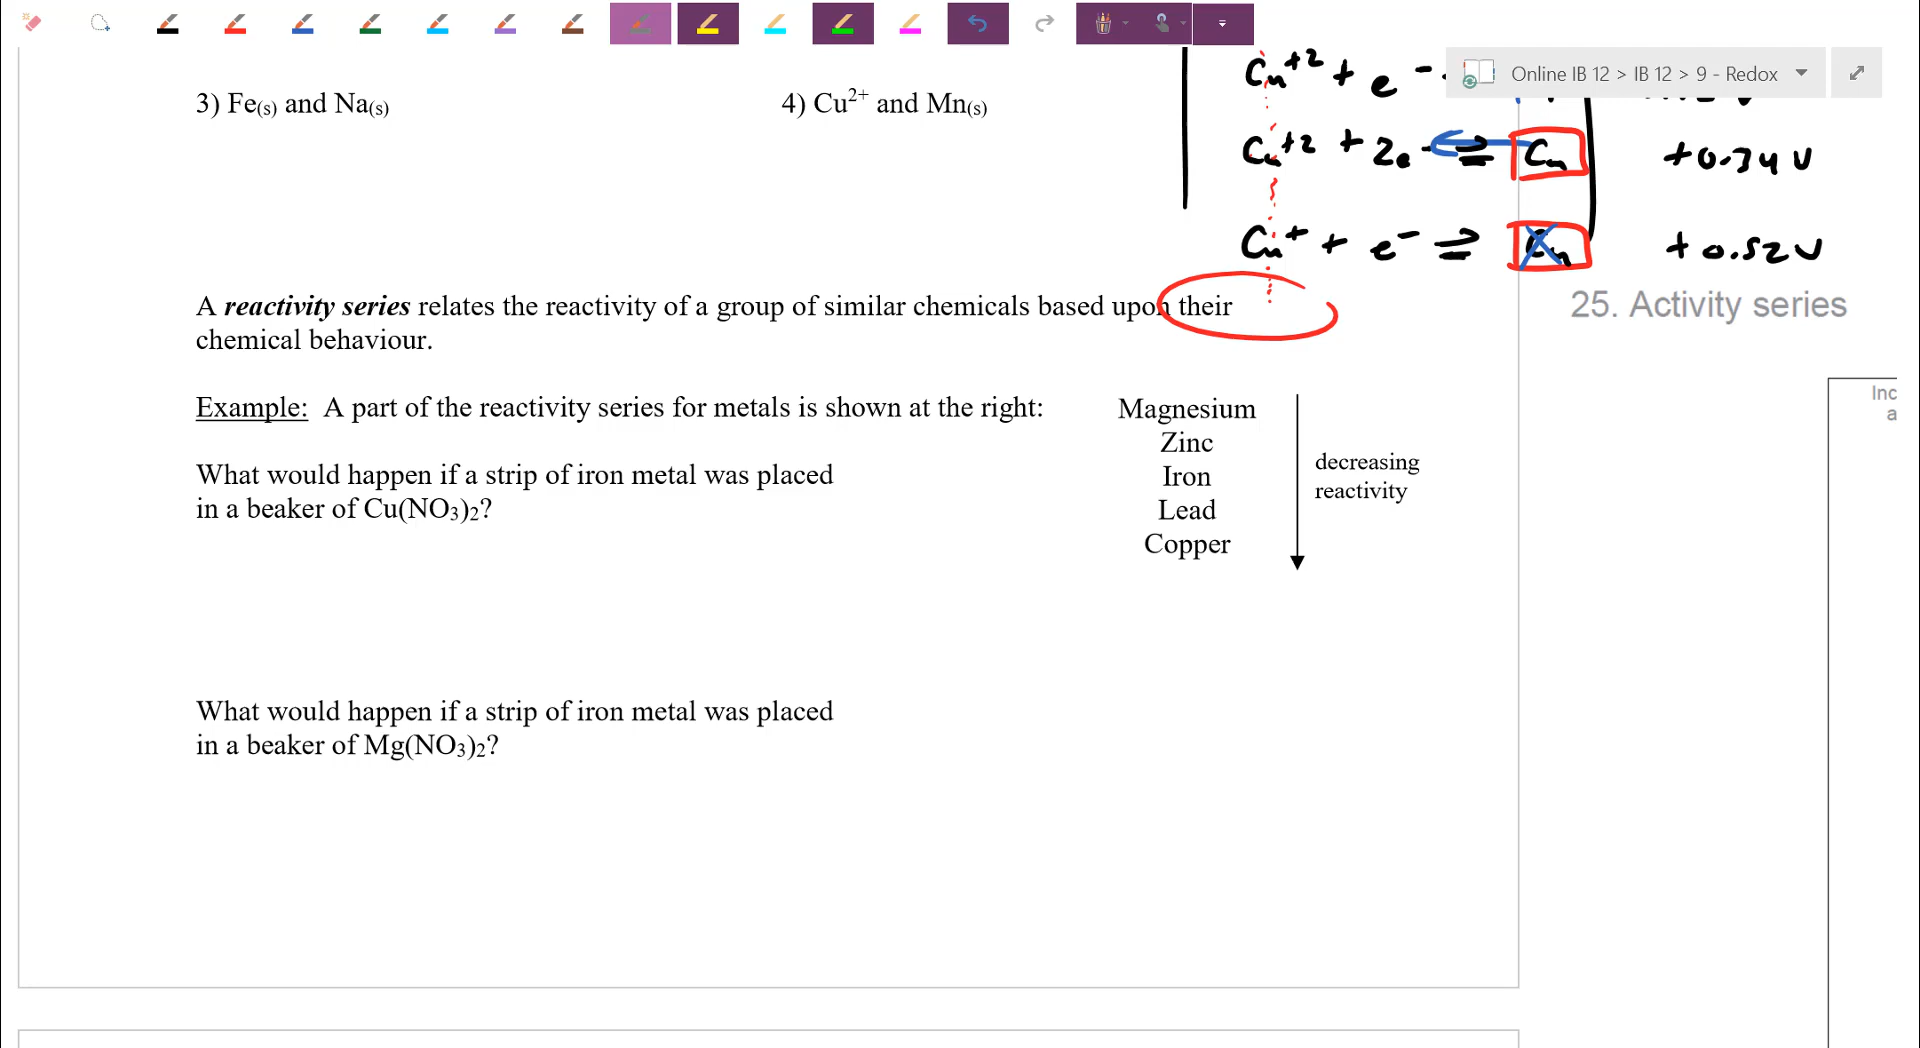 Cu+2 + e -
Online IB 12 > IB 12 > 9 - Redox
3) Fe(s) and Na(s)
4) Cu2+ and Mn(s)
Cu+2 + 2e - ⇌ Cu +0.34 V
Cu+ + e- ⇌ Cu +0.52 V
A reactivity series relates the reactivity of a group of similar chemicals based upon their
chemical behaviour.
25. Activity series
Inc
a
Example: A part of the reactivity series for metals is shown at the right:
Magnesium
Zinc
Iron
Lead
Copper
decreasing
reactivity
What would happen if a strip of iron metal was placed
in a beaker of Cu(NO3)2?
What would happen if a strip of iron metal was placed
in a beaker of Mg(NO3)2?